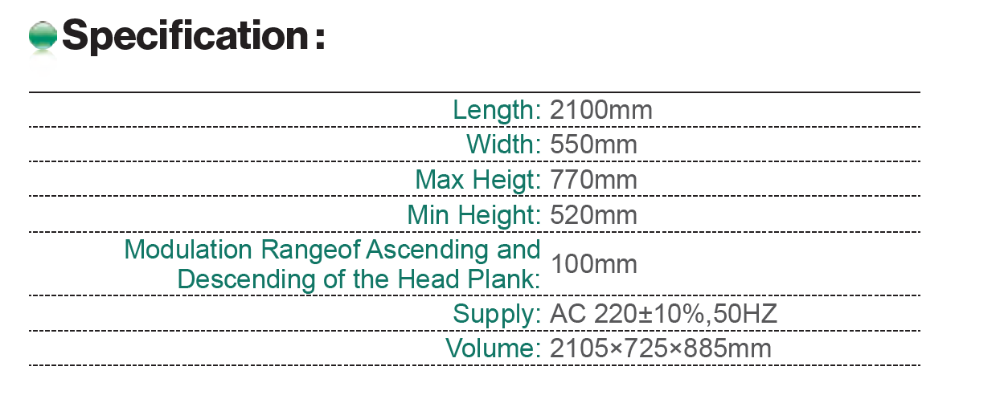 Specification:
Length: 2100mm
Width: 550mm
Max Heigt: 770mm
Min Height: 520mm
Modulation Rangeof Ascending and
Descending of the Head Plank: 100mm
Supply: AC 220±10%,50HZ
Volume: 2105×725×885mm